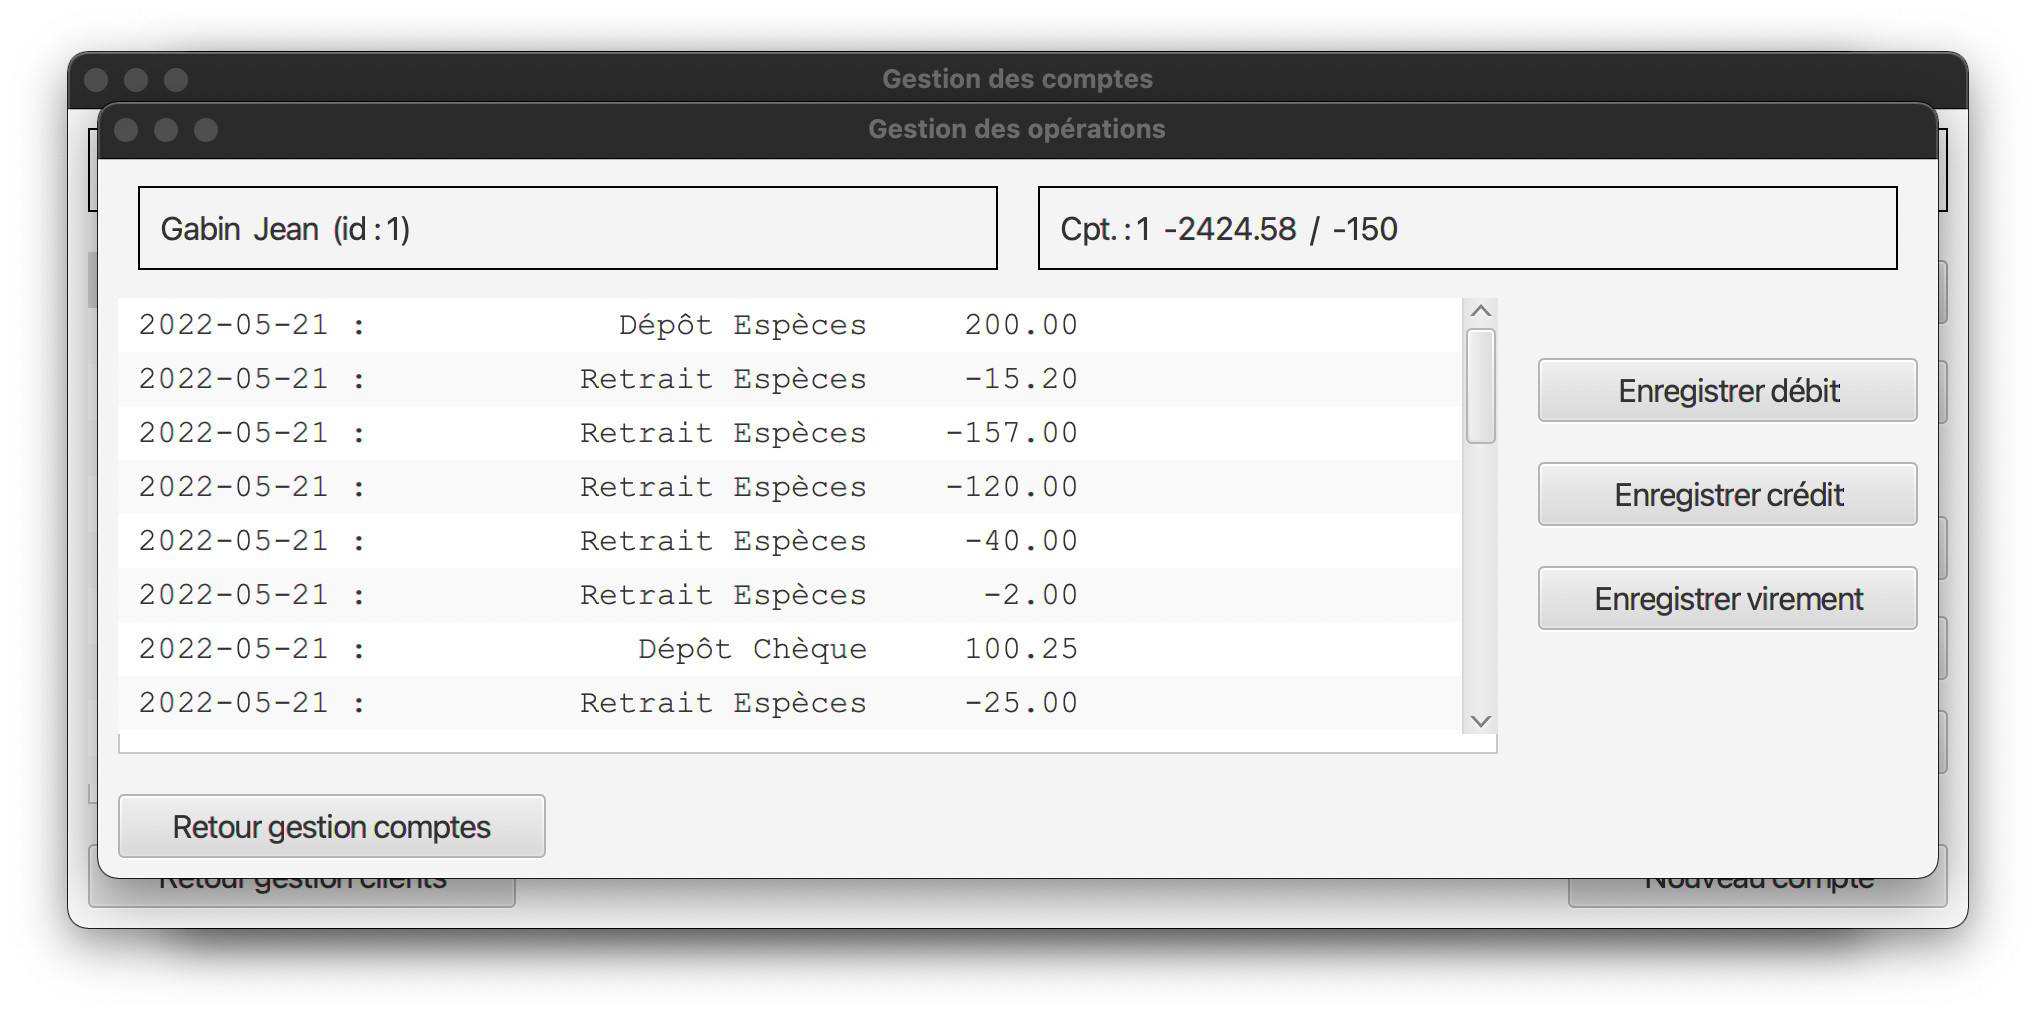 Gestion des comptes
Gestion des opérations
Gabin Jean (id : 1)
Cpt. : 1 -2424.58 / -150
2022-05-21 : Dépôt Espèces 200.00
2022-05-21 : Retrait Espèces -15.20
2022-05-21 : Retrait Espèces -157.00
2022-05-21 : Retrait Espèces -120.00
2022-05-21 : Retrait Espèces -40.00
2022-05-21 : Retrait Espèces -2.00
2022-05-21 : Dépôt Chèque 100.25
2022-05-21 : Retrait Espèces -25.00
Enregistrer débit
Enregistrer crédit
Enregistrer virement
Retour gestion comptes
Retour gestion clients
Nouveau compte